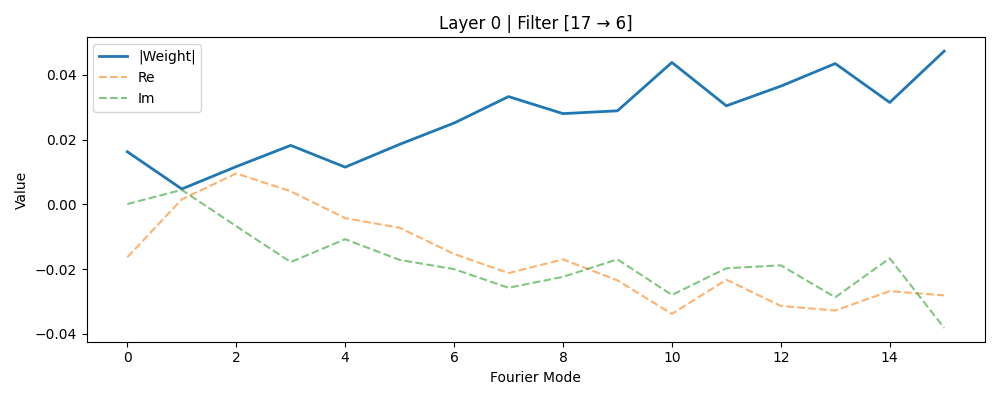 Layer 0 | Filter [17 → 6]
|Weight|
Re
Im
0.04
0.02
0.00
−0.02
−0.04
Value
0 2 4 6 8 10 12 14
Fourier Mode